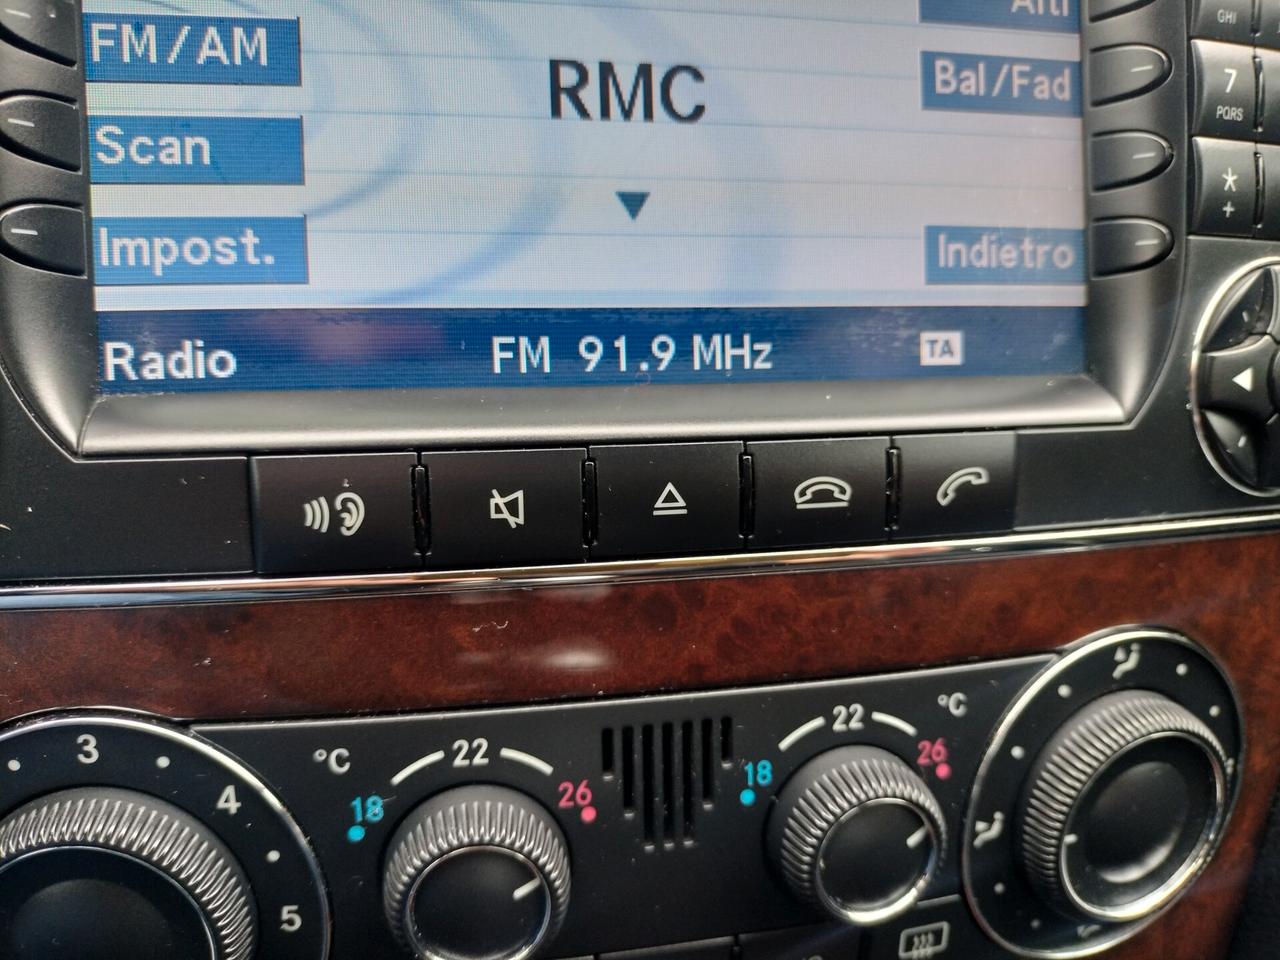 FM/AM
RMC
Bal/Fad
Scan
Impost.
Indietro
Radio FM 91.9 MHz TA
GHI
7
PQRS
*
+
3
4
5
°C
18
22
26
18
22
26
°C